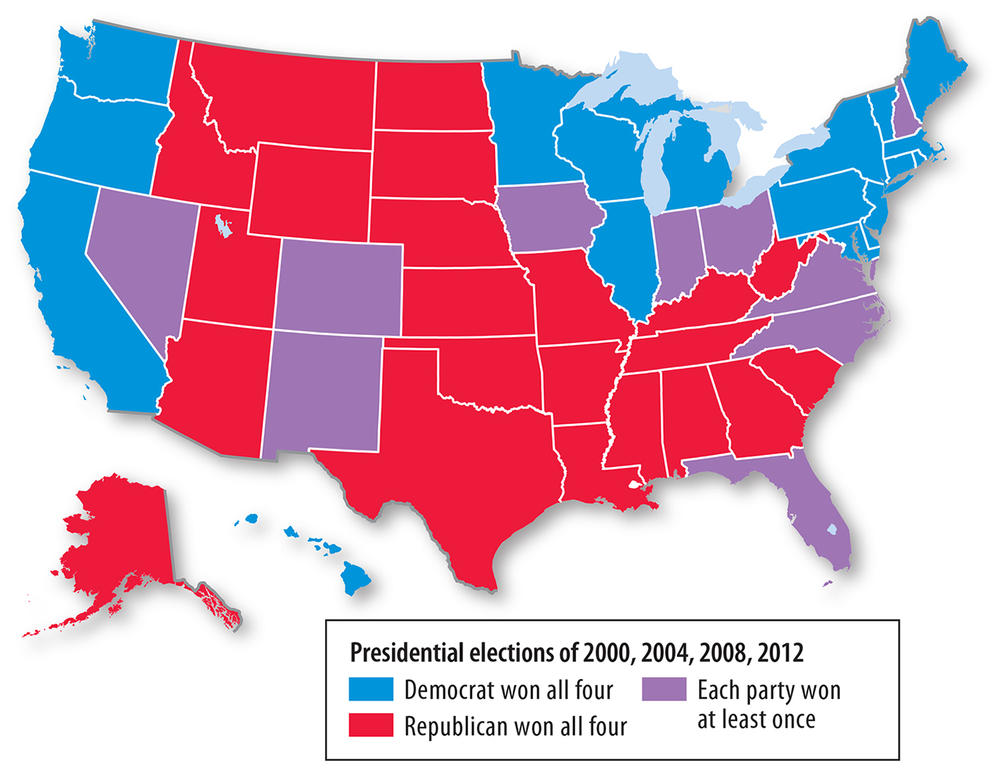 Presidential elections of 2000, 2004, 2008, 2012
Democrat won all four
Republican won all four
Each party won
at least once